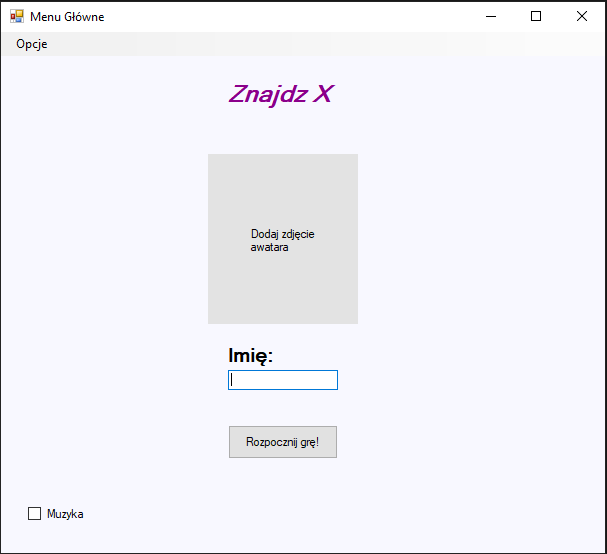 Menu Główne
Opcje
Znajdz X
Dodaj zdjęcie
awatara
Imię:
Rozpocznij grę!
Muzyka